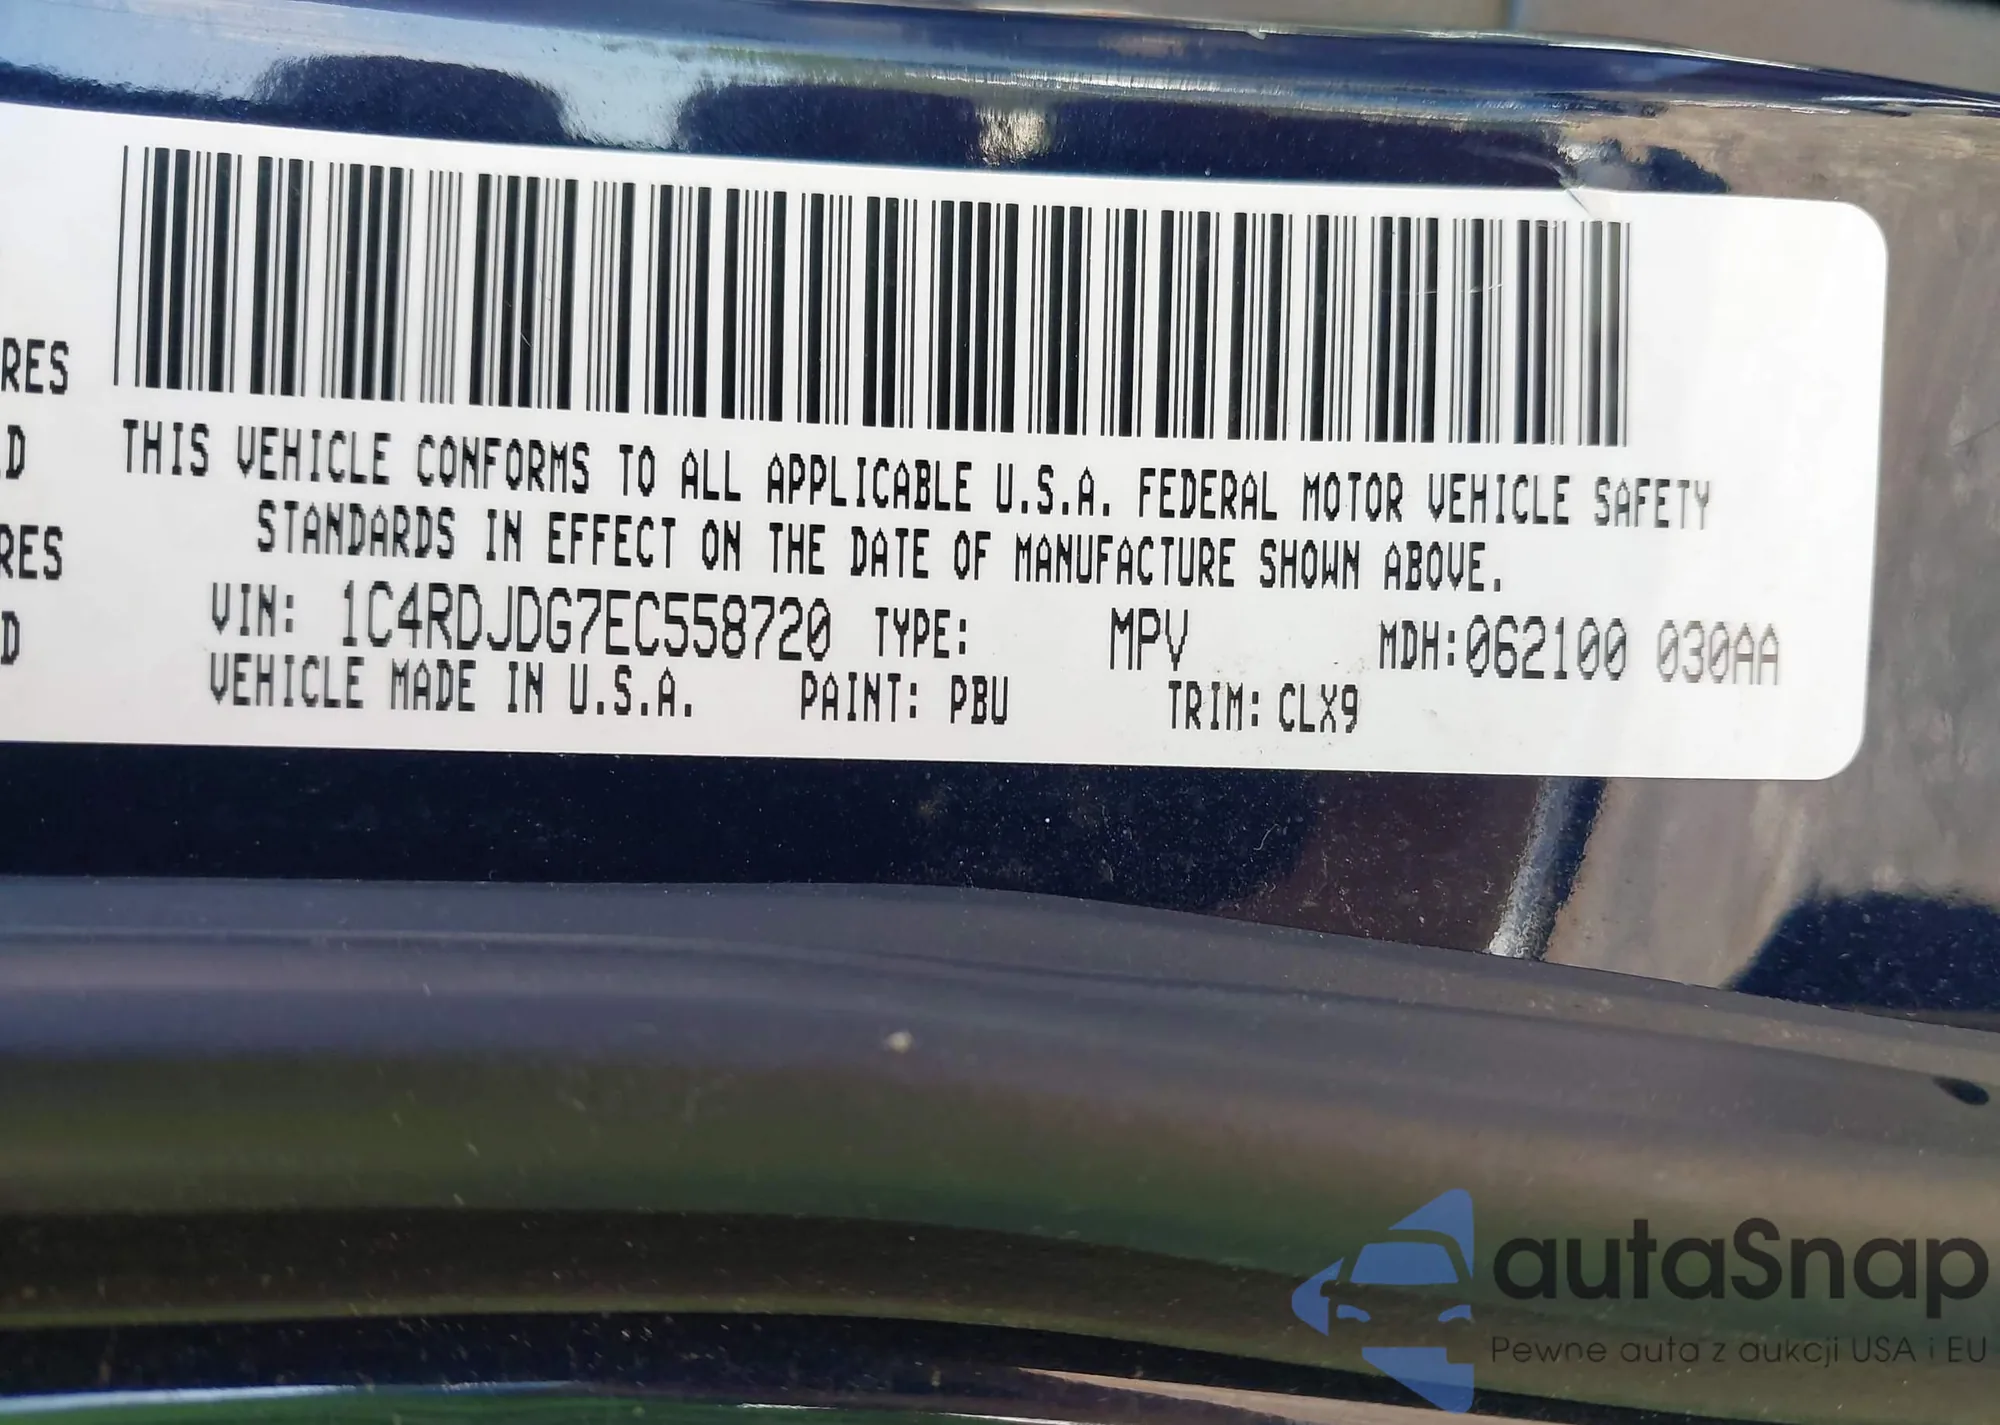 RES
D
RES
D
THIS VEHICLE CONFORMS TO ALL APPLICABLE U.S.A. FEDERAL MOTOR VEHICLE SAFETY
STANDARDS IN EFFECT ON THE DATE OF MANUFACTURE SHOWN ABOVE.
VIN: 1C4RDJDG7EC558720 TYPE: MPV MDH:062100 030AA
VEHICLE MADE IN U.S.A. PAINT: PBU TRIM: CLX9
autaSnap
Pewne auta z aukcji USA i EU